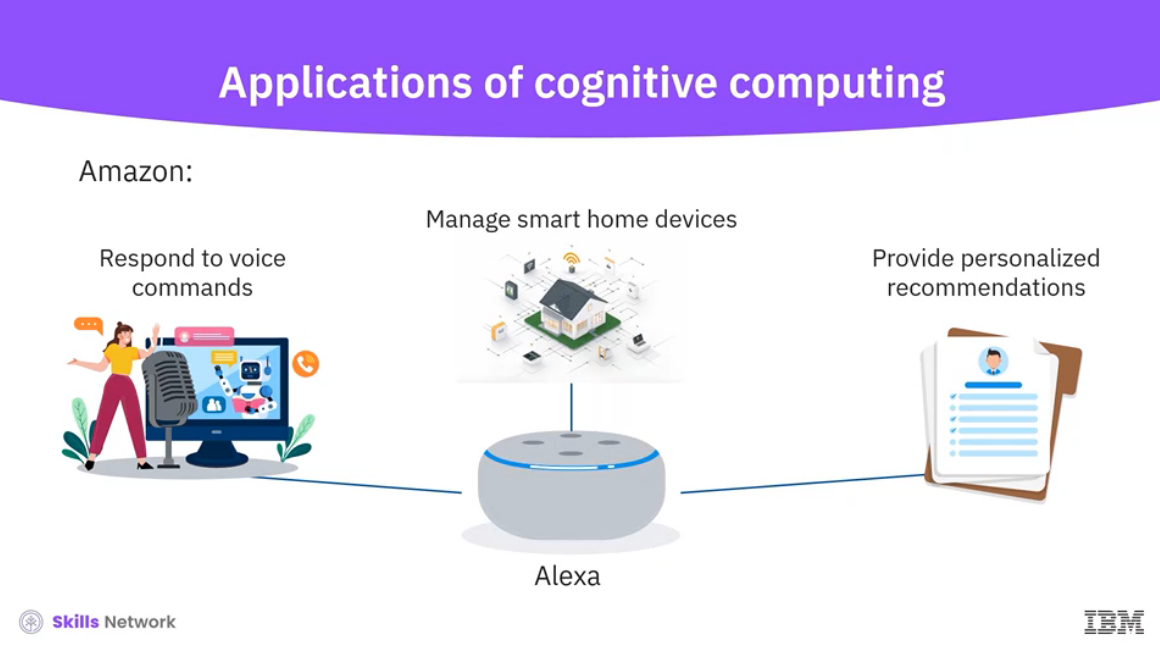 Applications of cognitive computing
Amazon:
Manage smart home devices
Respond to voice
commands
Provide personalized
recommendations
Alexa
Skills Network
IBM